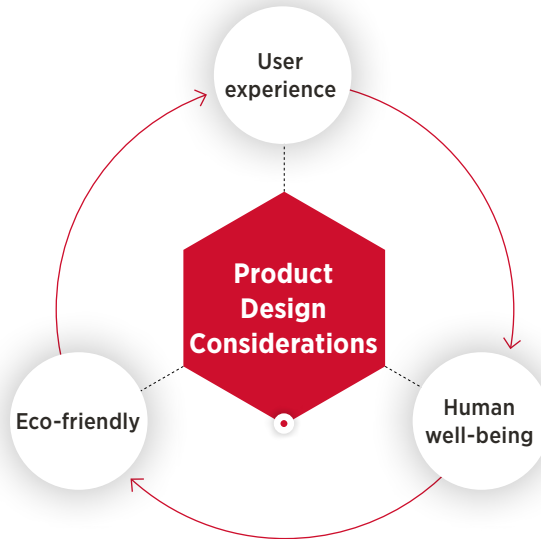 User
experience
Product
Design
Considerations
Eco-friendly
Human
well-being